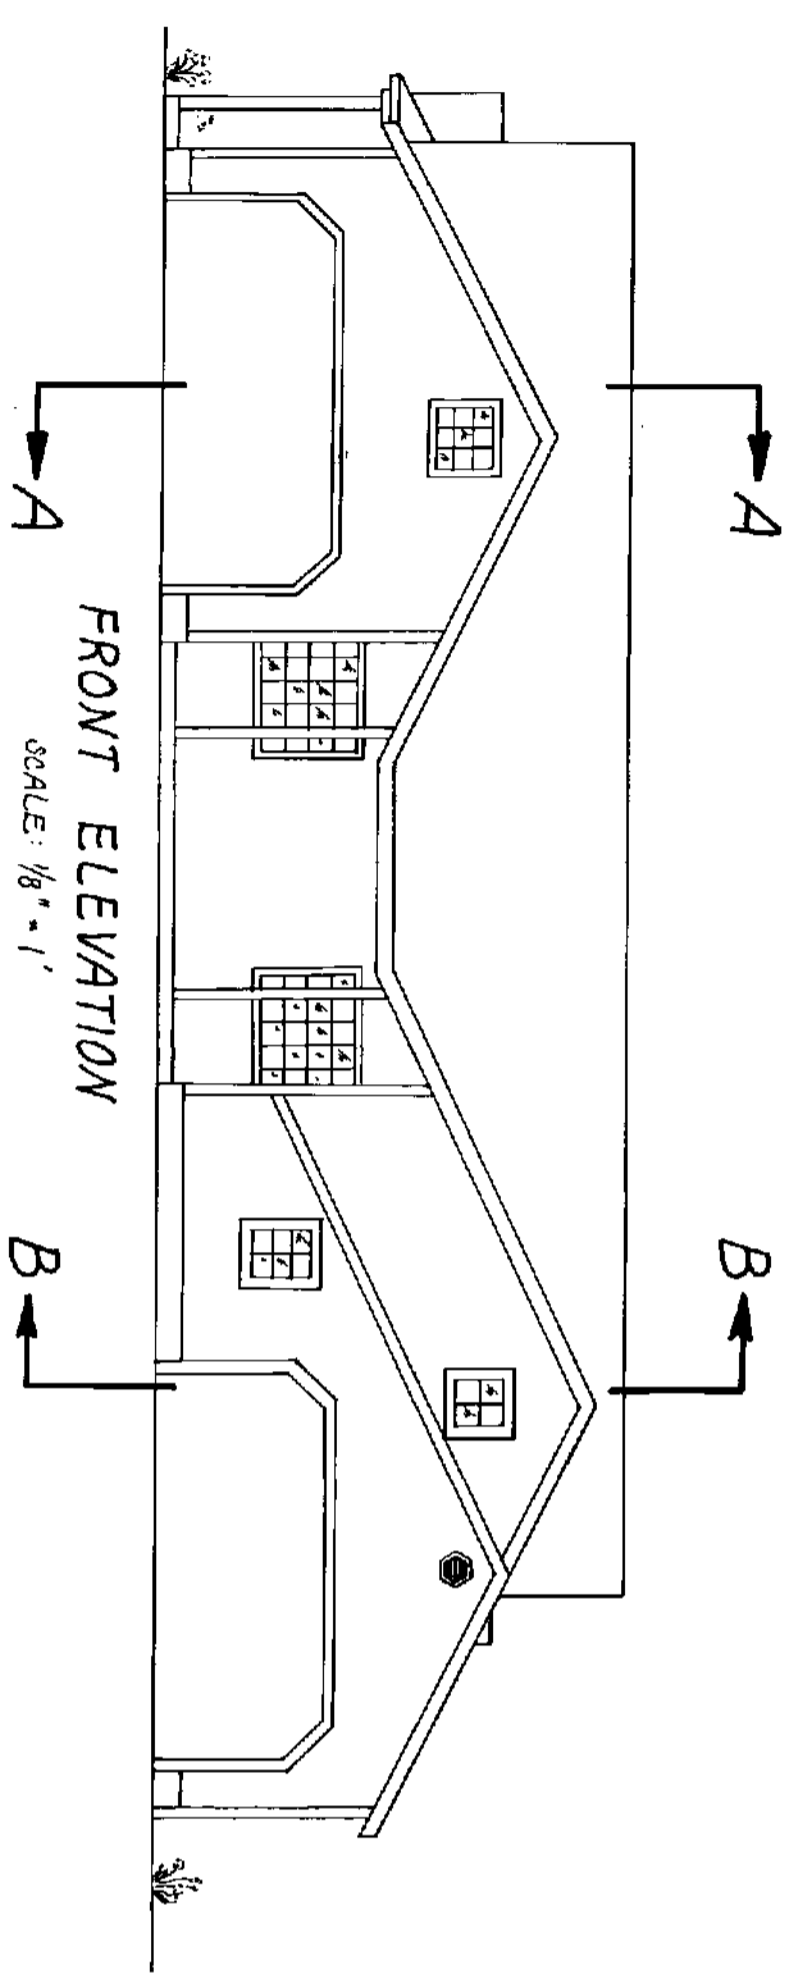 A A
B B
FRONT ELEVATION
SCALE: 1/8" = 1'